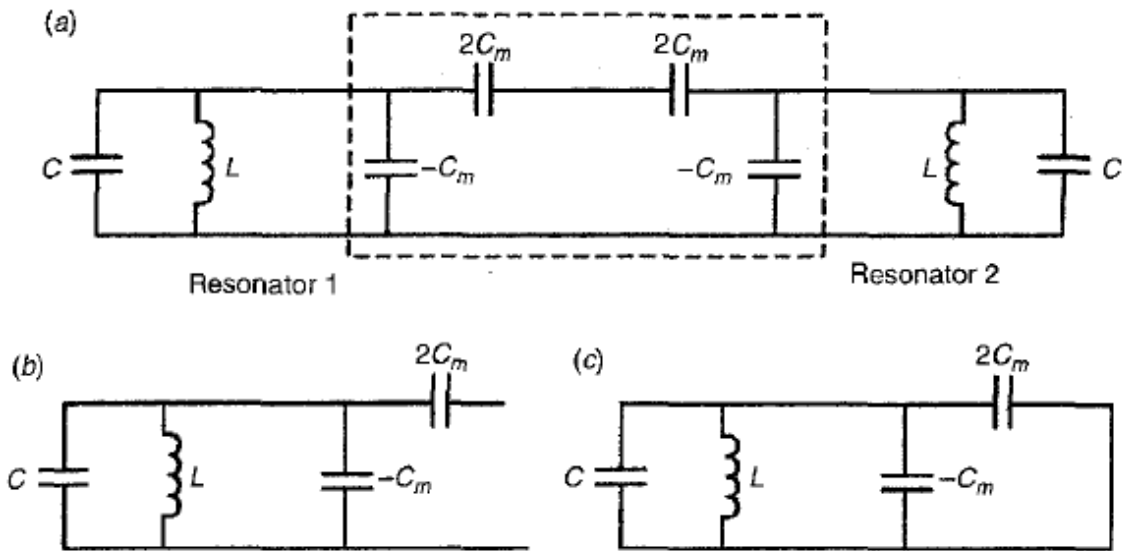 (a)
2Cₘ 2Cₘ
C L –Cₘ –Cₘ L C
Resonator 1 Resonator 2
(b) (c)
2Cₘ 2Cₘ
C L –Cₘ C L –Cₘ